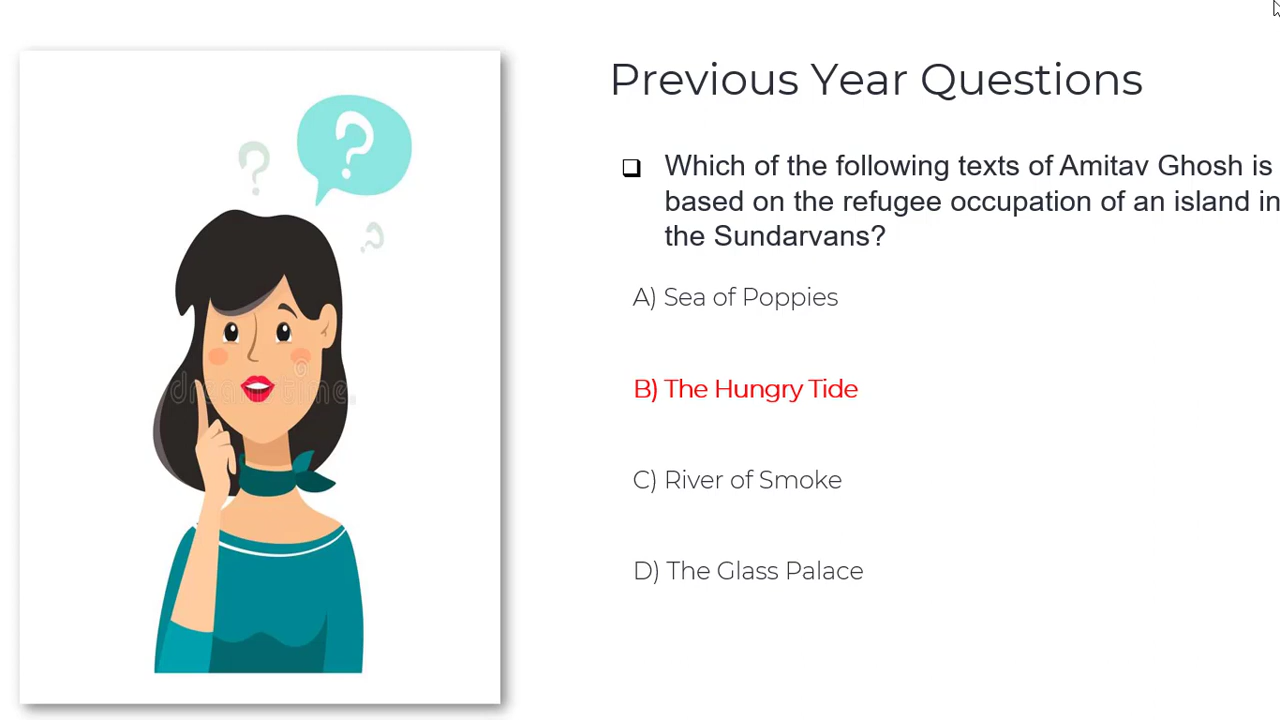 Previous Year Questions
❑ Which of the following texts of Amitav Ghosh is
based on the refugee occupation of an island in
the Sundarvans?
A) Sea of Poppies
B) The Hungry Tide
C) River of Smoke
D) The Glass Palace
?
?
?
dreamstime.